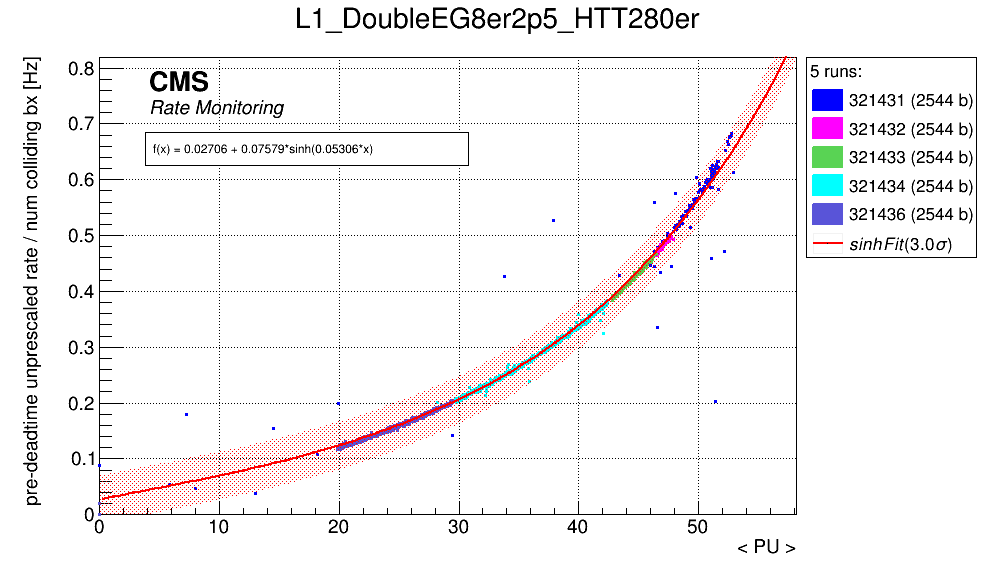 L1_DoubleEG8er2p5_HTT280er
pre-deadtime unprescaled rate / num colliding bx [Hz]
0.8
0.7
0.6
0.5
0.4
0.3
0.2
0.1
0
CMS
Rate Monitoring
f(x) = 0.02706 + 0.07579*sinh(0.05306*x)
0 10 20 30 40 50
< PU >
5 runs:
321431 (2544 b)
321432 (2544 b)
321433 (2544 b)
321434 (2544 b)
321436 (2544 b)
sinhFit(3.0σ)